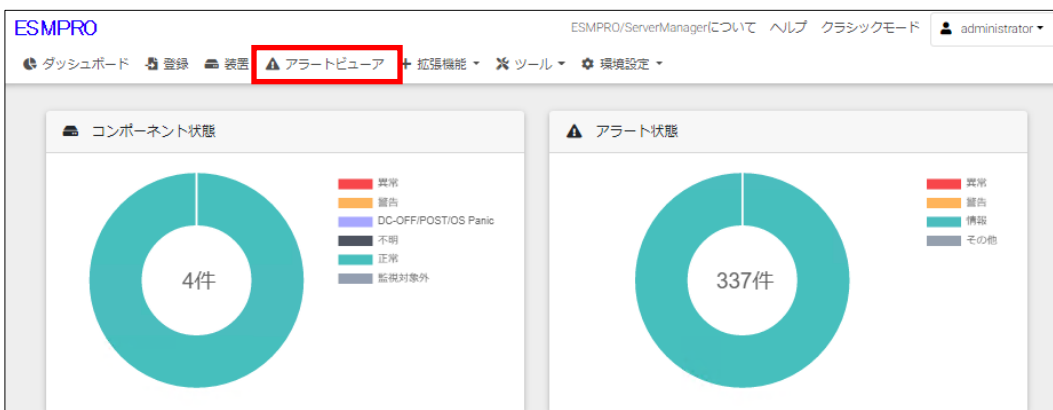 ESMPRO
ESMPRO/ServerManagerについて ヘルプ クラシックモード administrator
ダッシュボード 登録 装置 アラートビューア 拡張機能 ツール 環境設定
コンポーネント状態
異常
警告
DC-OFF/POST/OS Panic
不明
正常
監視対象外
4件
アラート状態
異常
警告
情報
その他
337件